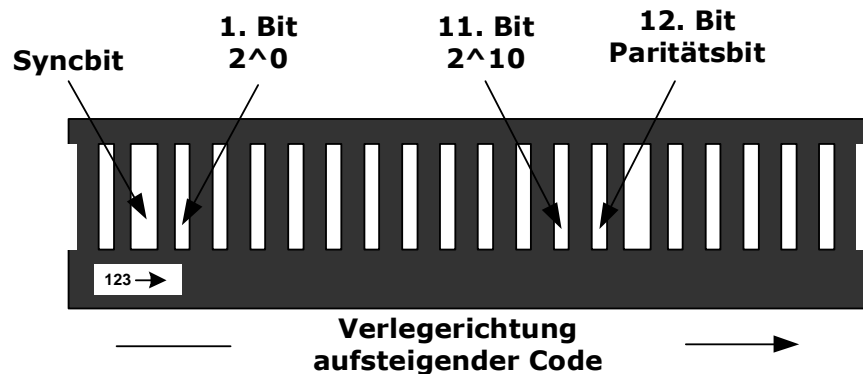 Syncbit
1. Bit
2^0
11. Bit
2^10
12. Bit
Paritätsbit
123
Verlegerichtung
aufsteigender Code